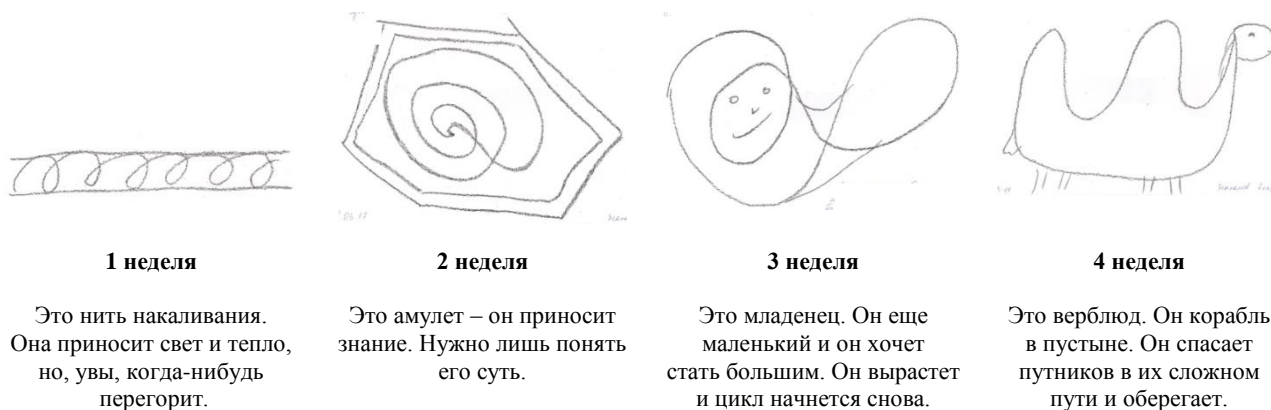 1 неделя
Это нить накаливания.
Она приносит свет и тепло,
но, увы, когда-нибудь
перегорит.
2 неделя
Это амулет – он приносит
знание. Нужно лишь понять
его суть.
3 неделя
Это младенец. Он еще
маленький и он хочет
стать большим. Он вырастет
и цикл начнется снова.
4 неделя
Это верблюд. Он корабль
в пустыне. Он спасает
путников в их сложном
пути и оберегает.